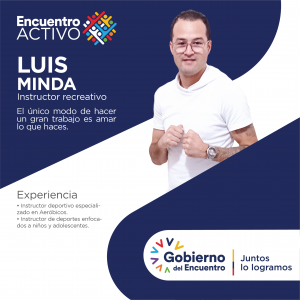 Encuentro
ACTIVO
LUIS
MINDA
Instructor recreativo
El único modo de hacer
un gran trabajo es amar
lo que haces.
Experiencia
• Instructor deportivo especiali-
zado en Aeróbicos.
• Instructor de deportes enfoca-
dos a niños y adolescentes.
Gobierno
del Encuentro
Juntos
lo logramos